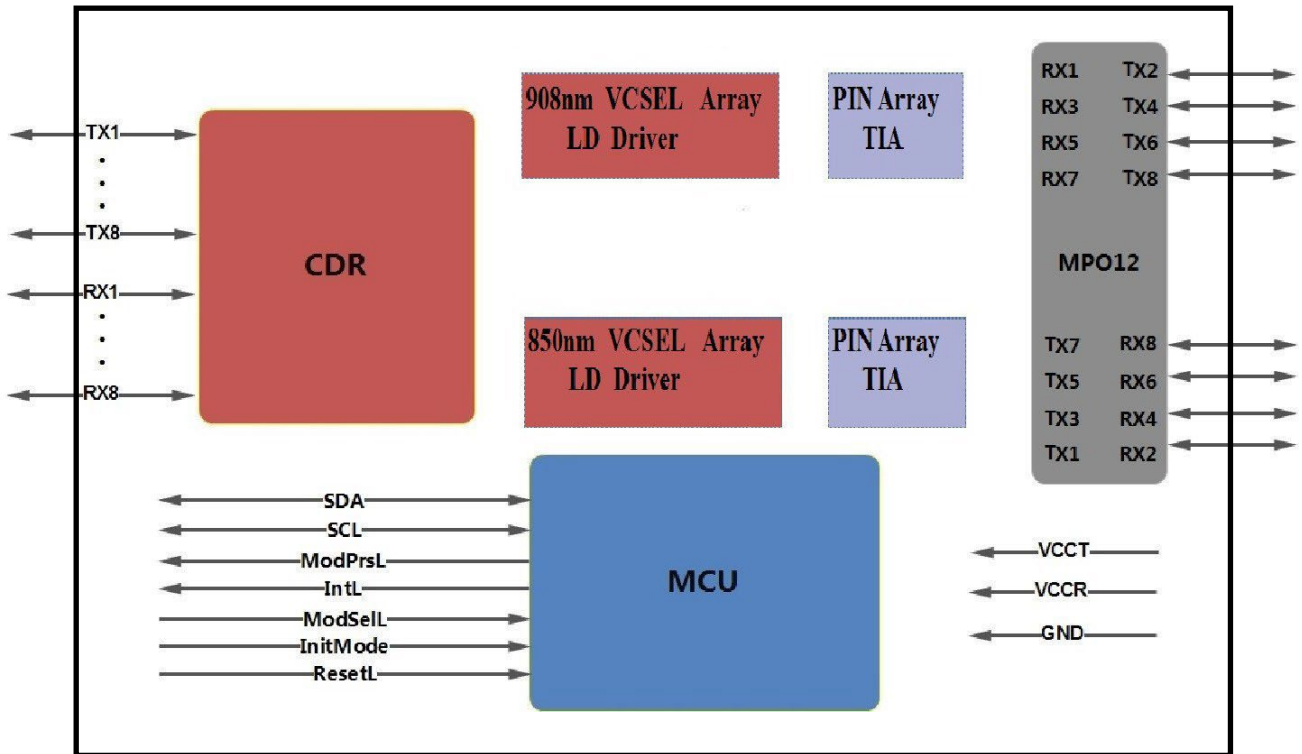 TX1
TX8
RX1
RX8
CDR
908nm VCSEL Array
LD Driver
PIN Array
TIA
850nm VCSEL Array
LD Driver
PIN Array
TIA
RX1 TX2
RX3 TX4
RX5 TX6
RX7 TX8
MPO12
TX7 RX8
TX5 RX6
TX3 RX4
TX1 RX2
SDA
SCL
ModPrsL
IntL
ModSelL
InitMode
ResetL
MCU
VCCT
VCCR
GND